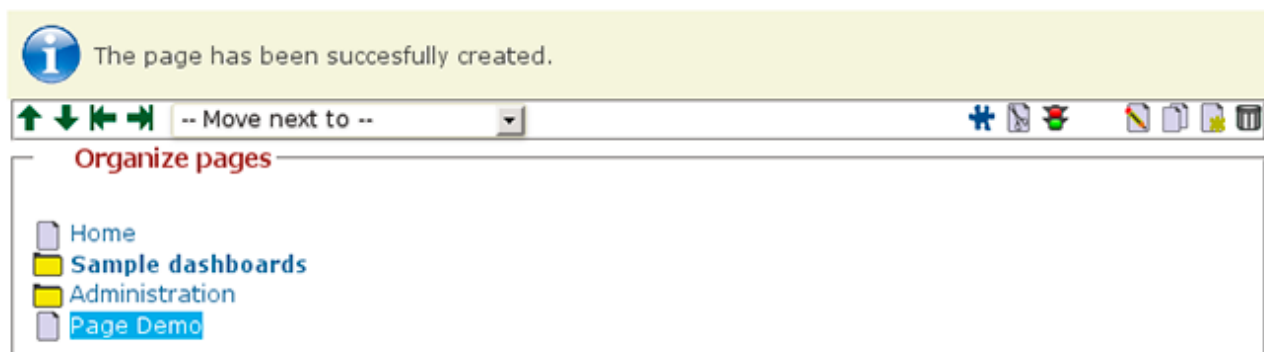 The page has been succesfully created.
-- Move next to --
Organize pages
Home
Sample dashboards
Administration
Page Demo